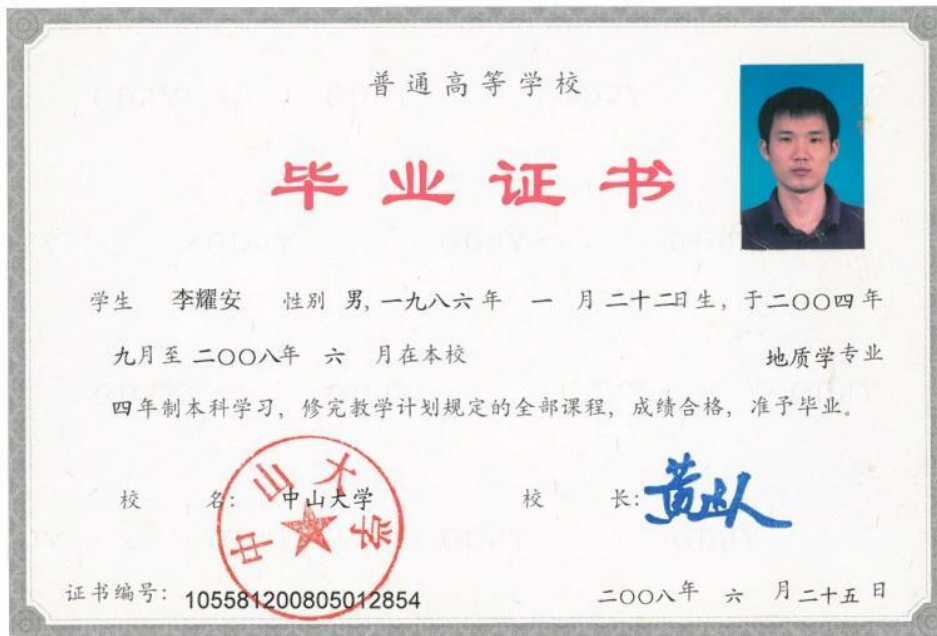 普通高等学校
毕业证书
学生 李耀安 性别 男, 一九八六年 一 月二十二日生, 于二〇〇四年
九月至 二〇〇八年 六 月在本校 地质学专业
四年制本科学习, 修完教学计划规定的全部课程, 成绩合格, 准予毕业。
校 名: 中山大学 校 长: 黄达人
中山大学
证书编号: 105581200805012854 二〇〇八年 六 月二十五日